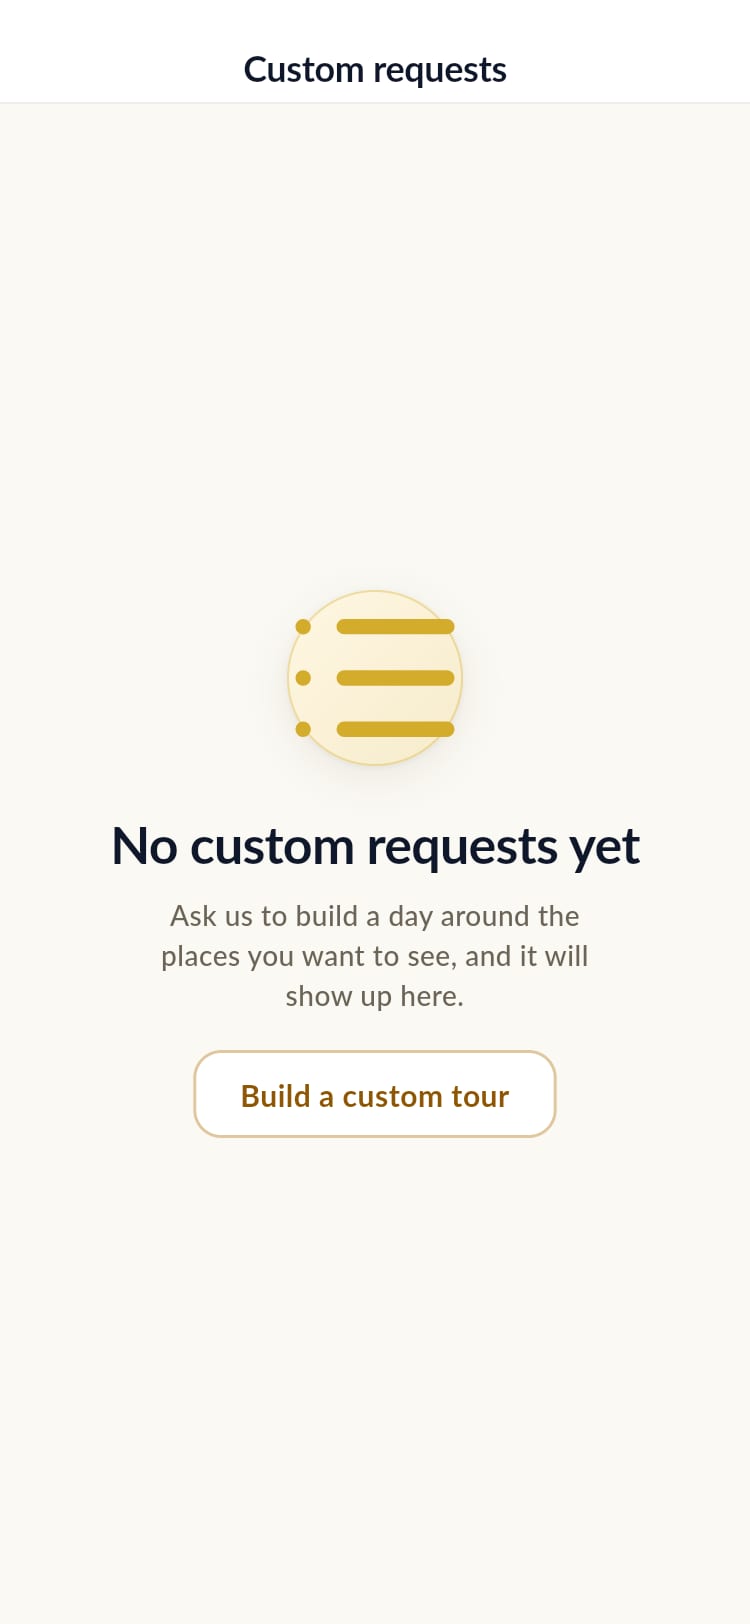 Custom requests
No custom requests yet
Ask us to build a day around the
places you want to see, and it will
show up here.
Build a custom tour